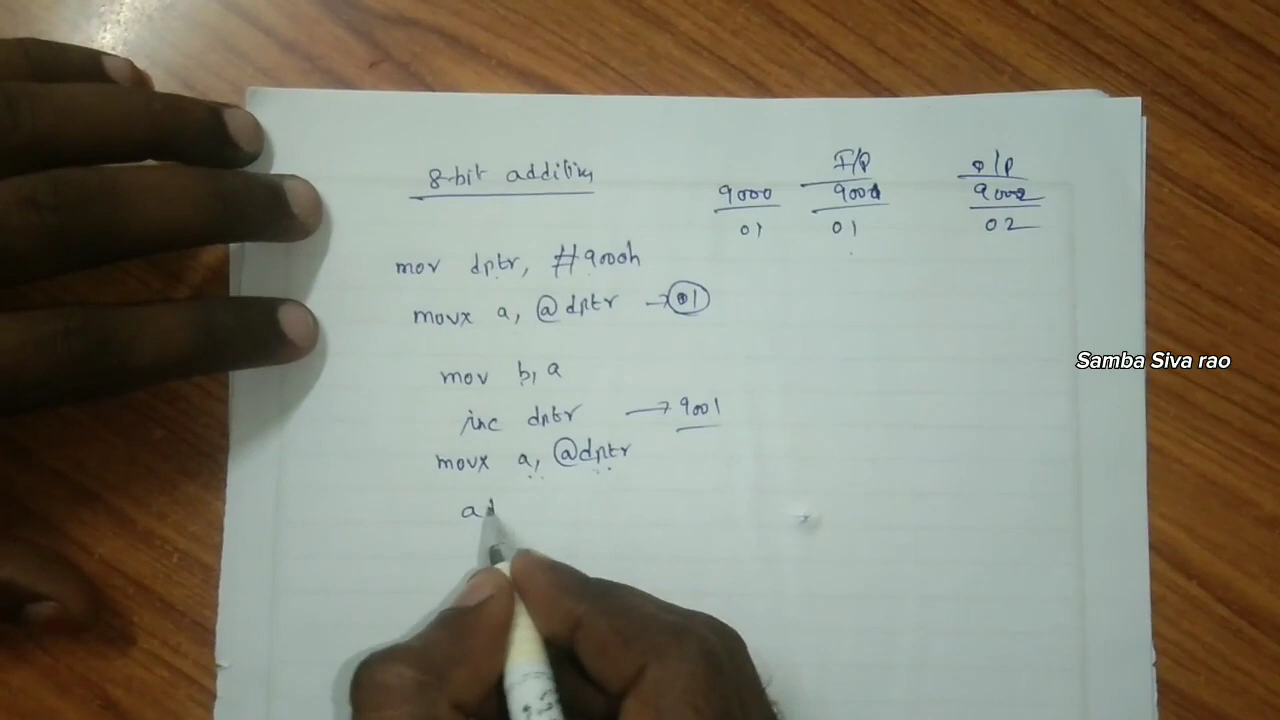 8-bit addition
I/P
O/P
9000 9001 9002
01 01 02
mov dptr, #9000h
movx a, @dptr → 01
mov b, a
inc dptr → 9001
movx a, @dptr
ad
Samba Siva rao